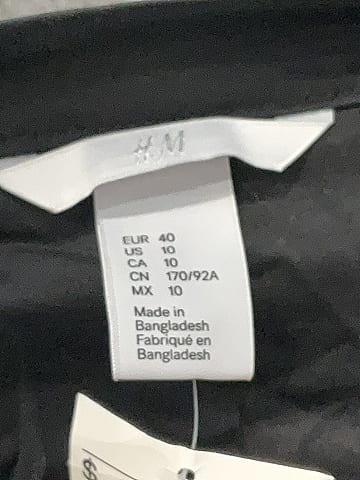 H&M
EUR 40
US 10
CA 10
CN 170/92A
MX 10
Made in
Bangladesh
Fabriqué en
Bangladesh